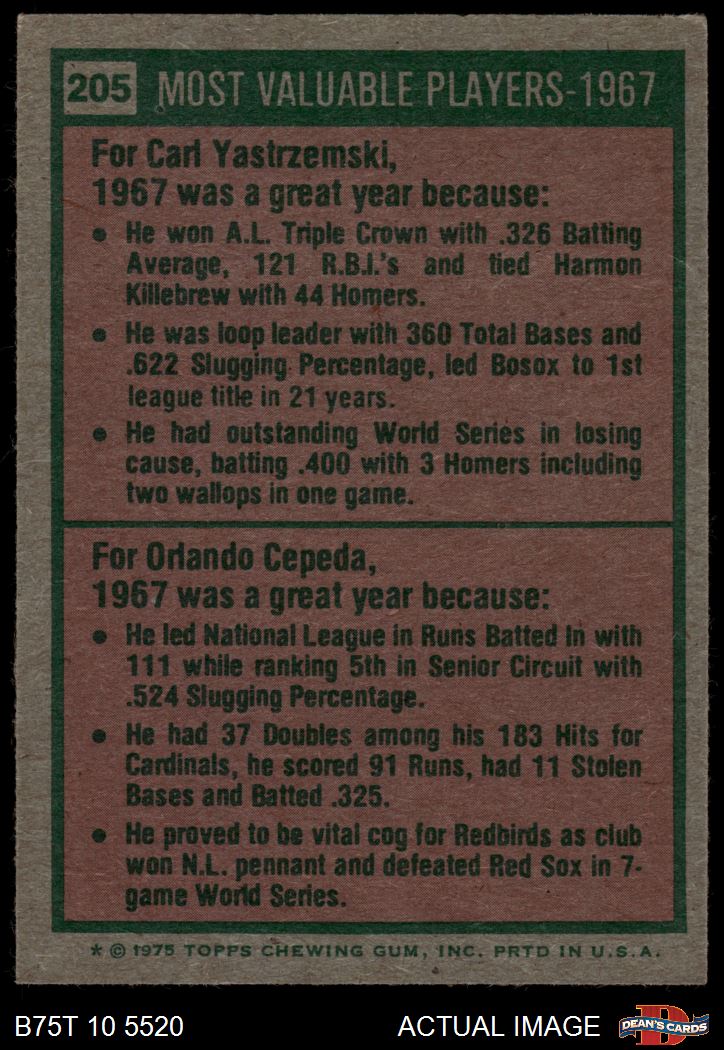 205 MOST VALUABLE PLAYERS-1967
For Carl Yastrzemski,
1967 was a great year because:
• He won A.L. Triple Crown with .326 Batting
Average, 121 R.B.I.'s and tied Harmon
Killebrew with 44 Homers.
• He was loop leader with 360 Total Bases and
.622 Slugging Percentage, led Bosox to 1st
league title in 21 years.
• He had outstanding World Series in losing
cause, batting .400 with 3 Homers including
two wallops in one game.
For Orlando Cepeda,
1967 was a great year because:
• He led National League in Runs Batted In with
111 while ranking 5th in Senior Circuit with
.524 Slugging Percentage.
• He had 37 Doubles among his 183 Hits for
Cardinals, he scored 91 Runs, had 11 Stolen
Bases and Batted .325.
• He proved to be vital cog for Redbirds as club
won N.L. pennant and defeated Red Sox in 7-
game World Series.
* © 1975 TOPPS CHEWING GUM, INC. PRTD IN U.S.A.
B75T 10 5520 ACTUAL IMAGE D DEAN'S CARDS